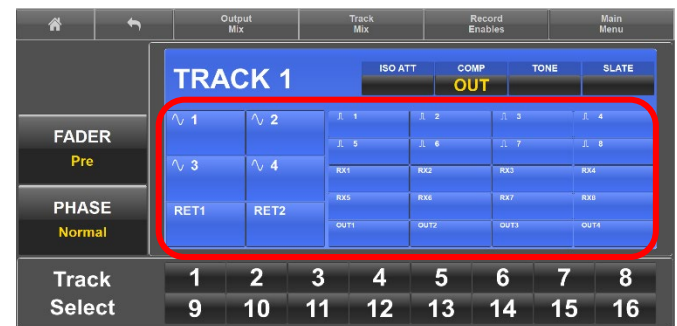 Output Mix
Track Mix
Record Enables
Main Menu
TRACK 1
ISO ATT
COMP
OUT
TONE
SLATE
FADER
Pre
PHASE
Normal
1 2
3 4
RET1 RET2
1 2 3 4
5 6 7 8
RX1 RX2 RX3 RX4
RX5 RX6 RX7 RX8
OUT1 OUT2 OUT3 OUT4
Track Select
1 2 3 4 5 6 7 8
9 10 11 12 13 14 15 16